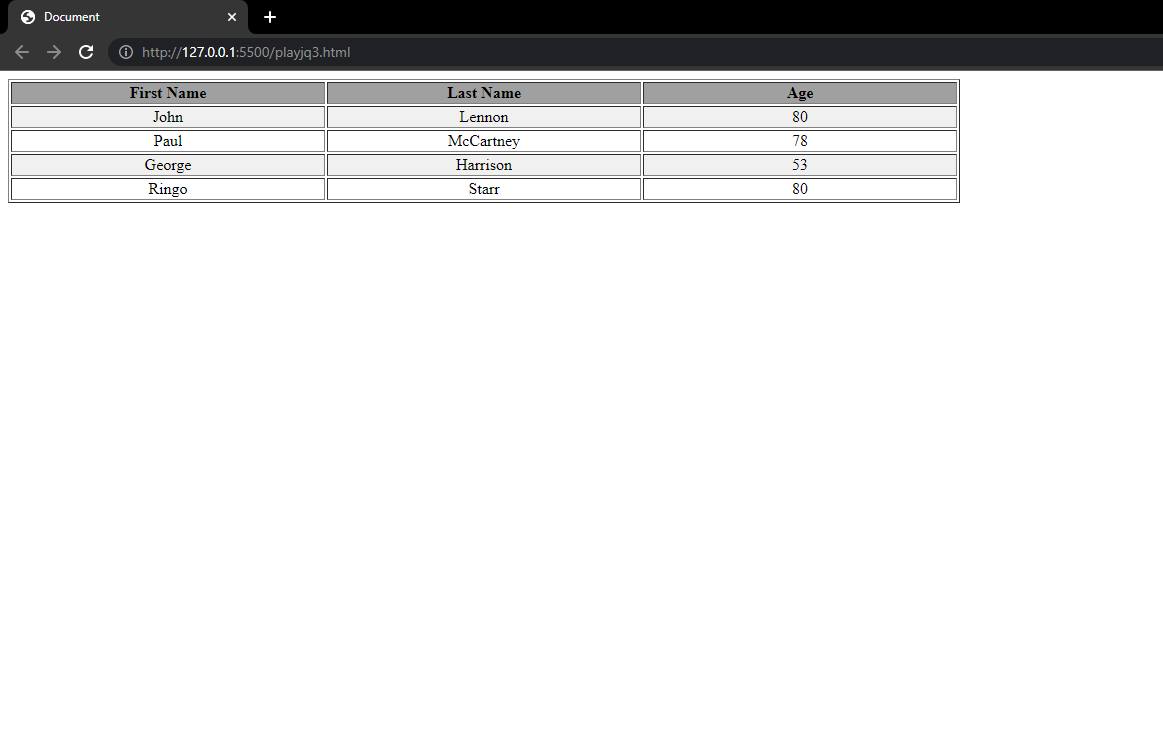 Document
http://127.0.0.1:5500/playjq3.html
First Name Last Name Age
John Lennon 80
Paul McCartney 78
George Harrison 53
Ringo Starr 80